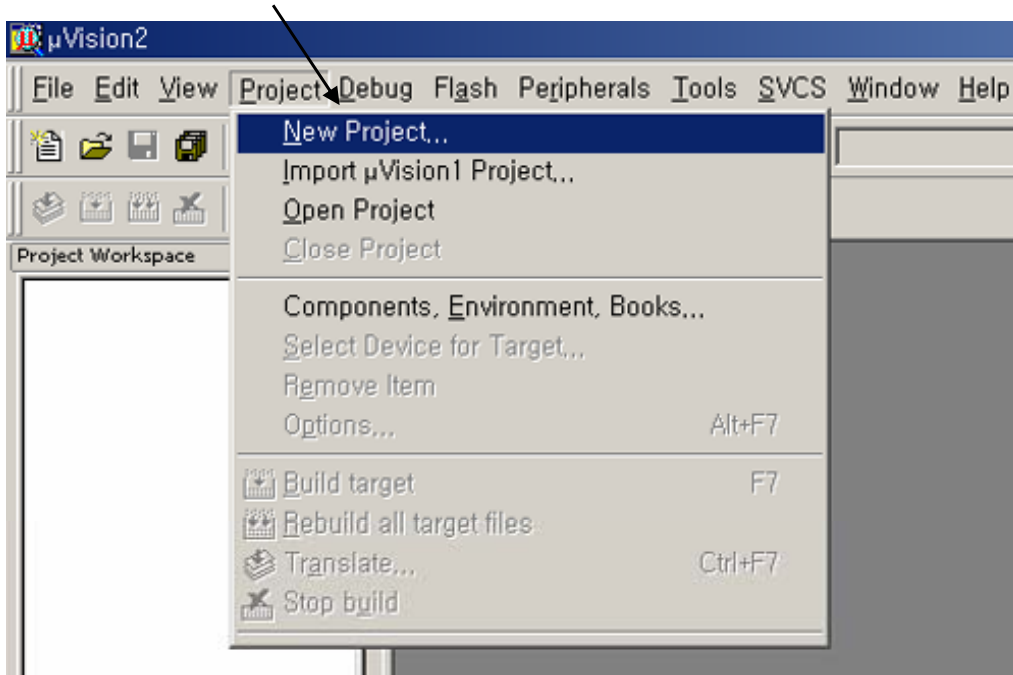 µVision2
File Edit View Project Debug Flash Peripherals Tools SVCS Window Help
New Project...
Import µVision1 Project...
Open Project
Close Project
Project Workspace
Components, Environment, Books...
Select Device for Target...
Remove Item
Options... Alt+F7
Build target F7
Rebuild all target files
Translate... Ctrl+F7
Stop build